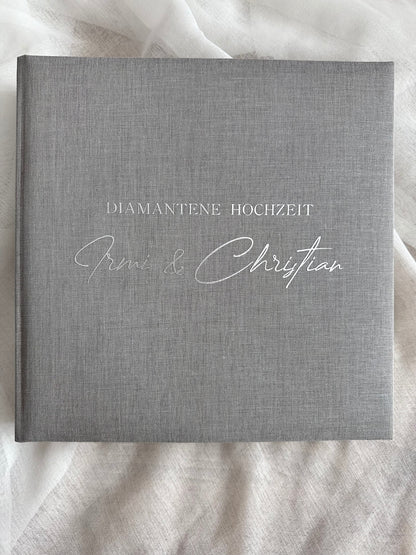 DIAMANTENE HOCHZEIT
Irmi & Christian